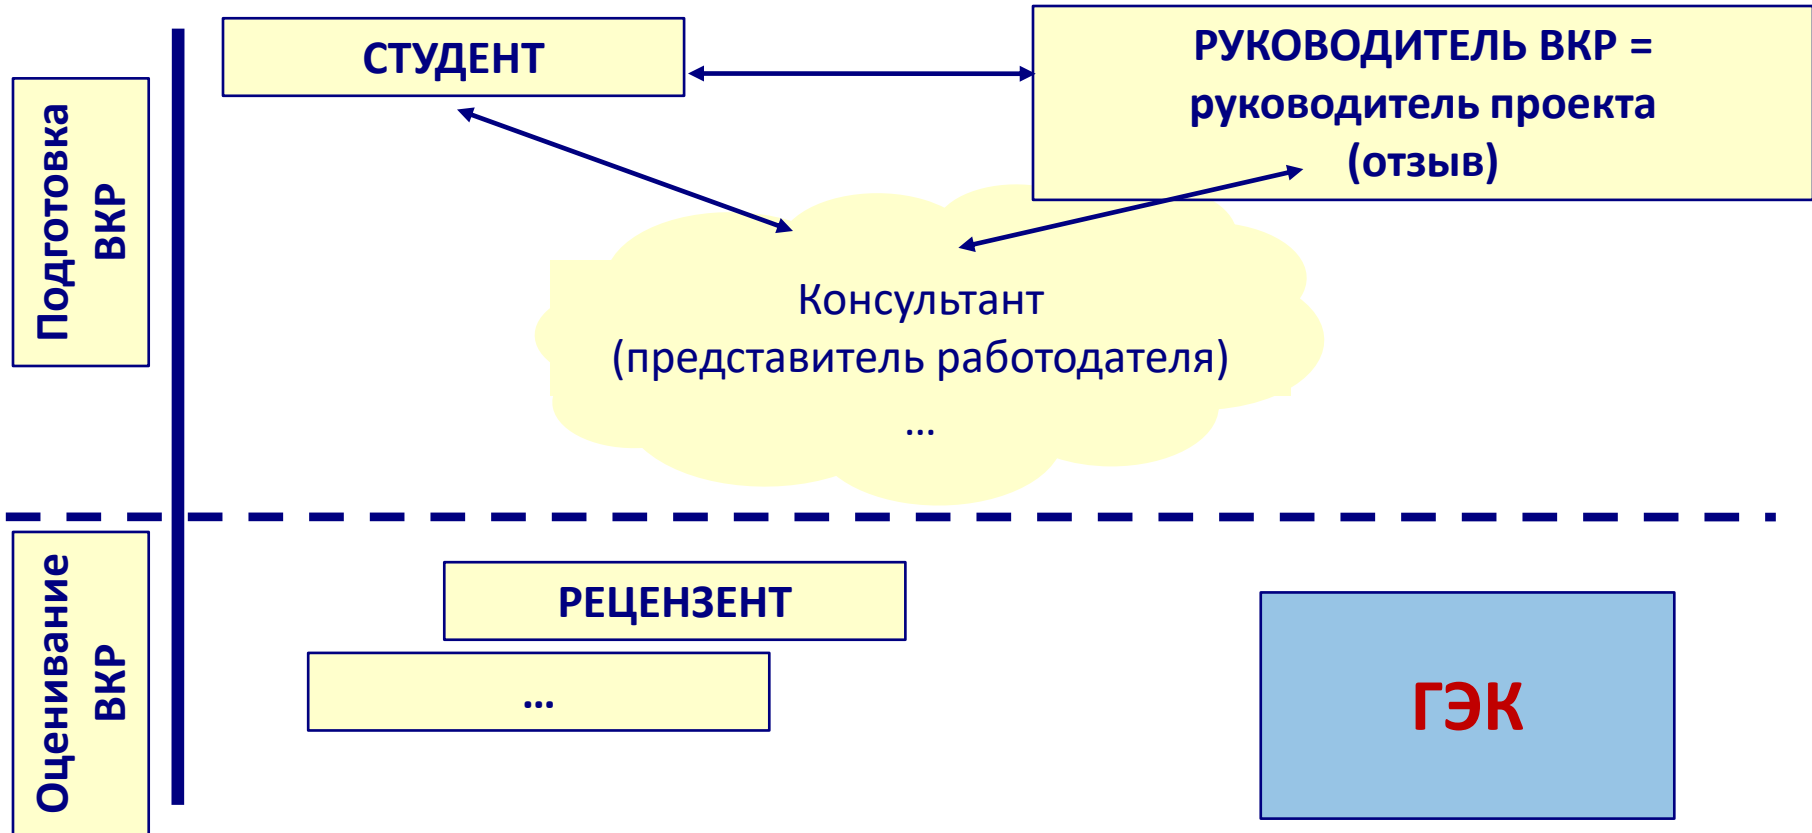 СТУДЕНТ
РУКОВОДИТЕЛЬ ВКР =
руководитель проекта
(отзыв)
Подготовка
ВКР
Консультант
(представитель работодателя)
...
Оценивание
ВКР
РЕЦЕНЗЕНТ
...
ГЭК